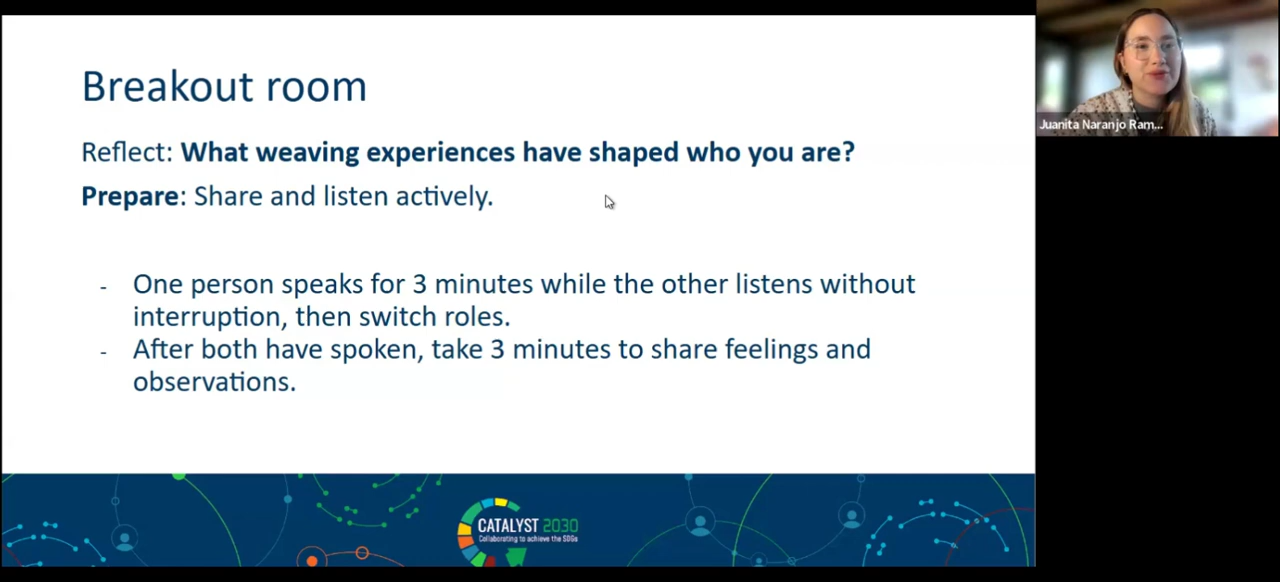 Breakout room
Reflect: What weaving experiences have shaped who you are?
Prepare: Share and listen actively.
- One person speaks for 3 minutes while the other listens without
interruption, then switch roles.
- After both have spoken, take 3 minutes to share feelings and
observations.
CATALYST 2030
Collaborating to achieve the SDGs
Juanita Naranjo Ram...